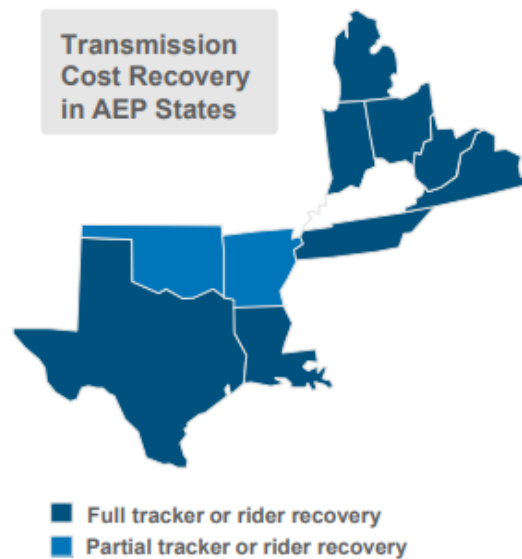 Transmission
Cost Recovery
in AEP States
Full tracker or rider recovery
Partial tracker or rider recovery